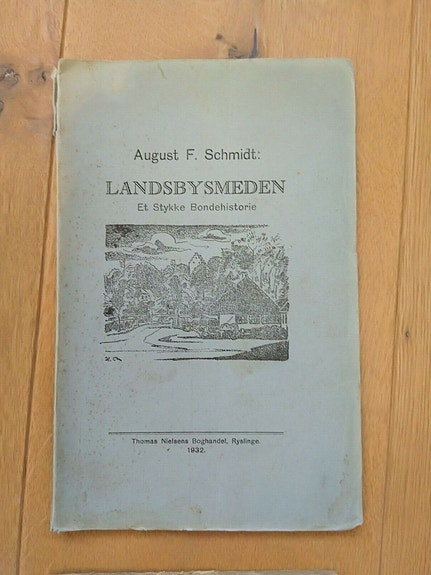 August F. Schmidt:
LANDSBYSMEDEN
Et Stykke Bondehistorie
Thomas Nielsens Boghandel, Ryslinge.
1932.